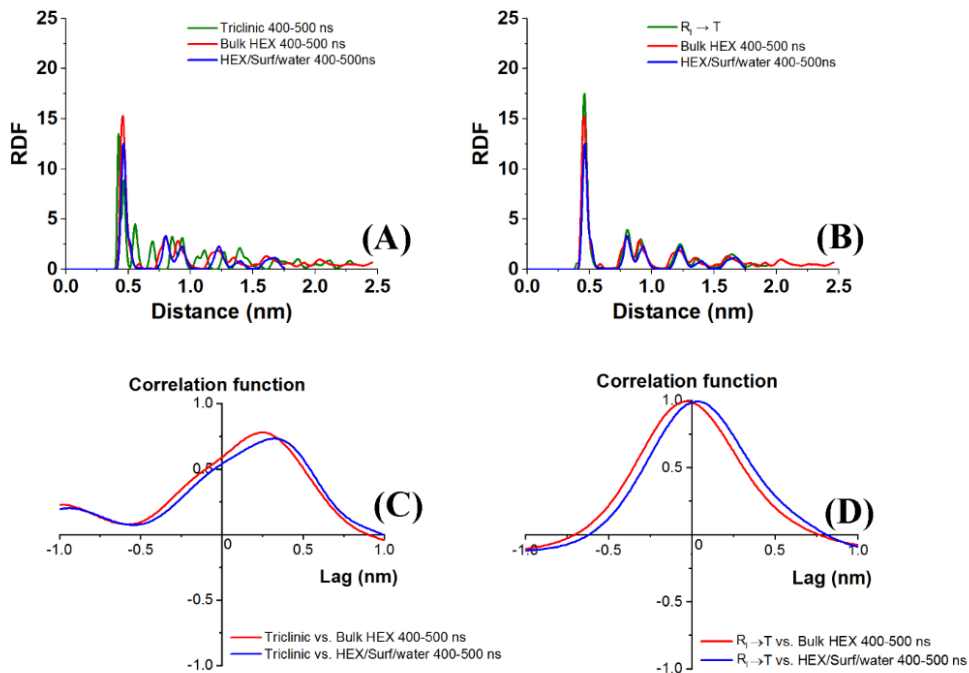 25
20
15
10
5
0
RDF
Triclinic 400-500 ns
Bulk HEX 400-500 ns
HEX/Surf/water 400-500ns
(A)
0.0 0.5 1.0 1.5 2.0 2.5
Distance (nm)
25
20
15
10
5
0
RDF
R_I → T
Bulk HEX 400-500 ns
HEX/Surf/water 400-500ns
(B)
0.0 0.5 1.0 1.5 2.0 2.5
Distance (nm)
Correlation function
1.0
0.5
(C)
-1.0 -0.5 0 0.5 1.0
Lag (nm)
-0.5
-1.0
Triclinic vs. Bulk HEX 400-500 ns
Triclinic vs. HEX/Surf/water 400-500 ns
Correlation function
1.0
0.5
(D)
-1.0 -0.5 0 0.5 1.0
Lag (nm)
-0.5
-1.0
R_I→T vs. Bulk HEX 400-500 ns
R_I→T vs. HEX/Surf/water 400-500 ns